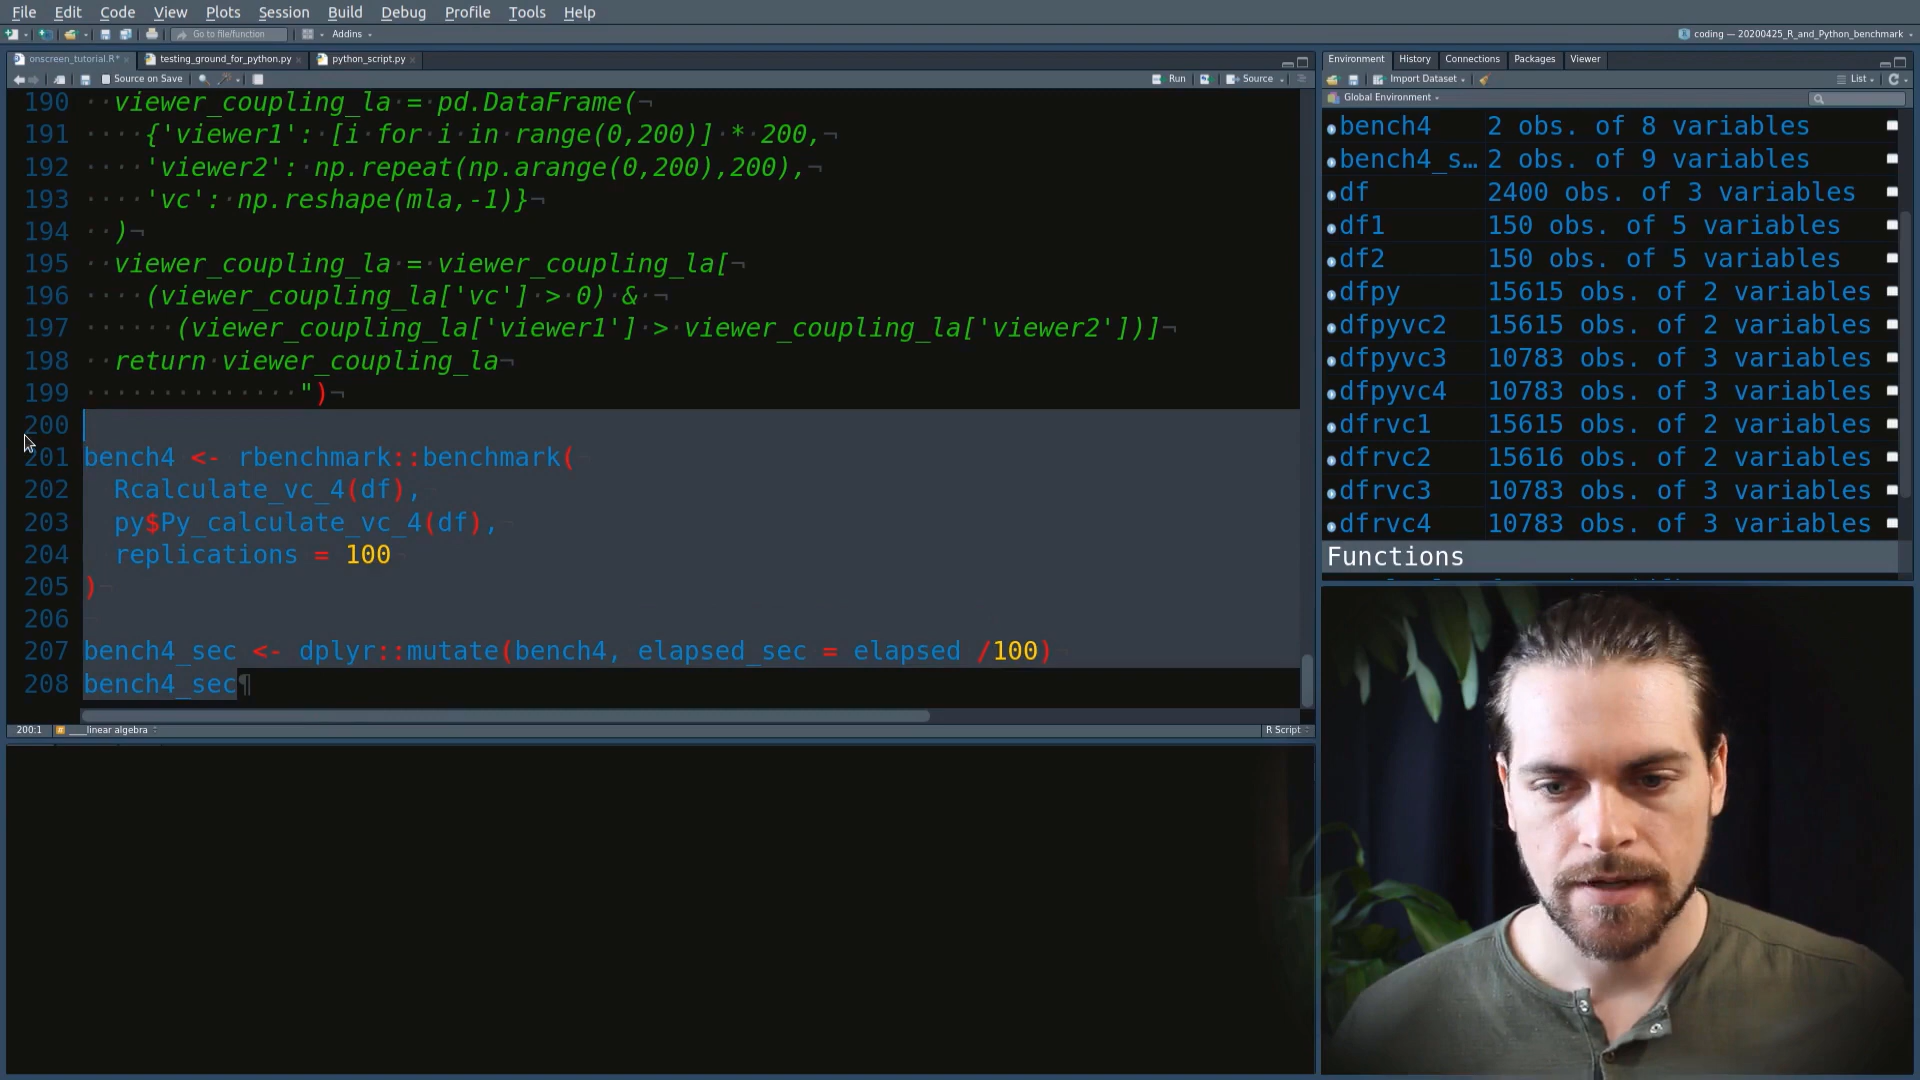 File Edit Code View Plots Session Build Debug Profile Tools Help
Go to file/function Addins
coding — 20200425_R_and_Python_benchmark
onscreen_tutorial.R* testing_ground_for_python.py python_script.py
Source on Save Run Source
190 viewer_coupling_la = pd.DataFrame(
191 {'viewer1': [i for i in range(0,200)] * 200,
192 'viewer2': np.repeat(np.arange(0,200),200),
193 'vc': np.reshape(mla,-1)}
194 )
195 viewer_coupling_la = viewer_coupling_la[
196 (viewer_coupling_la['vc'] > 0) &
197 (viewer_coupling_la['viewer1'] > viewer_coupling_la['viewer2'])]
198 return viewer_coupling_la
199 ")
200
201 bench4 <- rbenchmark::benchmark(
202 Rcalculate_vc_4(df),
203 py$Py_calculate_vc_4(df),
204 replications = 100
205 )
206
207 bench4_sec <- dplyr::mutate(bench4, elapsed_sec = elapsed /100)
208 bench4_sec
200:1 ___linear algebra R Script
Environment History Connections Packages Viewer
Import Dataset List
Global Environment
bench4 2 obs. of 8 variables
bench4_s… 2 obs. of 9 variables
df 2400 obs. of 3 variables
df1 150 obs. of 5 variables
df2 150 obs. of 5 variables
dfpy 15615 obs. of 2 variables
dfpyvc2 15615 obs. of 2 variables
dfpyvc3 10783 obs. of 3 variables
dfpyvc4 10783 obs. of 3 variables
dfrvc1 15615 obs. of 2 variables
dfrvc2 15616 obs. of 2 variables
dfrvc3 10783 obs. of 3 variables
dfrvc4 10783 obs. of 3 variables
Functions